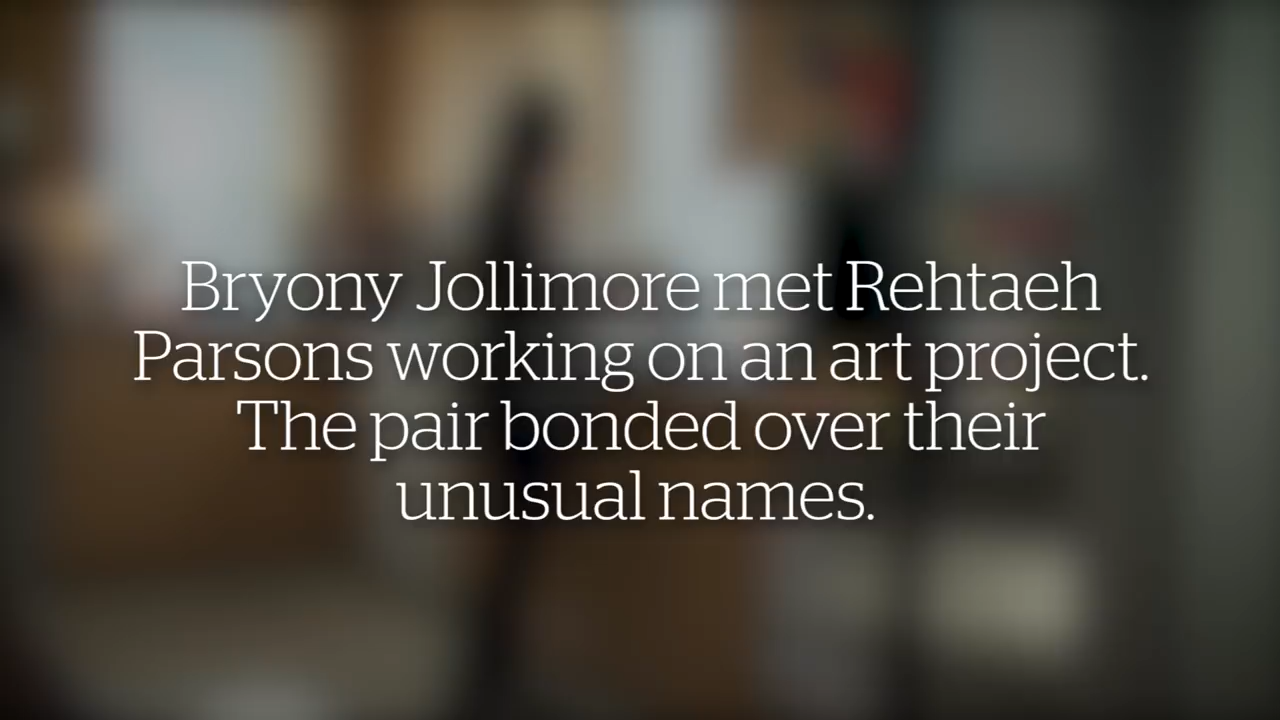 Bryony Jollimore met Rehtaeh
Parsons working on an art project.
The pair bonded over their
unusual names.